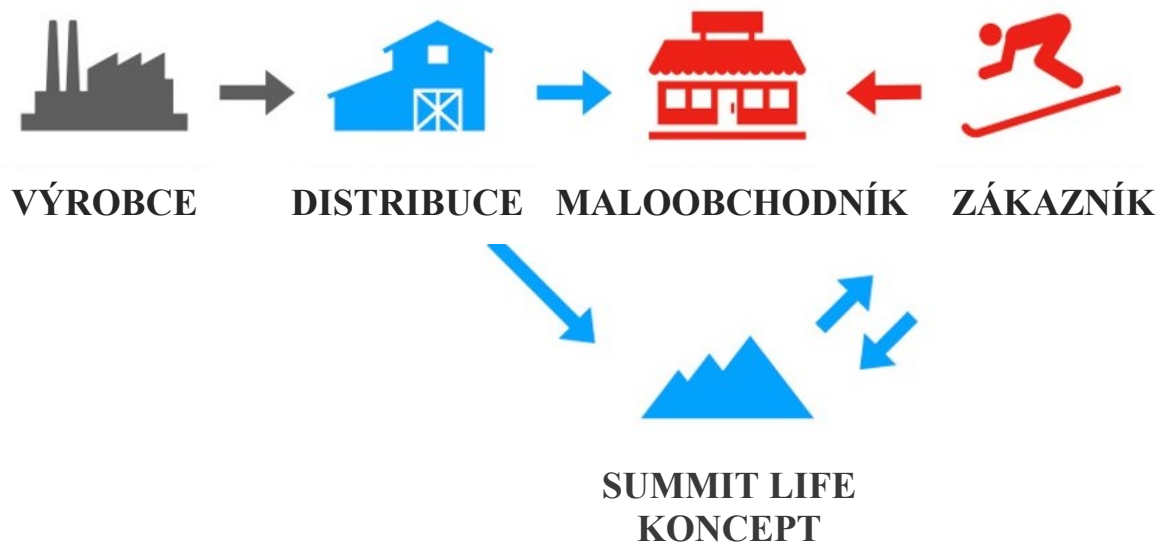 VÝROBCE DISTRIBUCE MALOOBCHODNÍK ZÁKAZNÍK
SUMMIT LIFE
KONCEPT